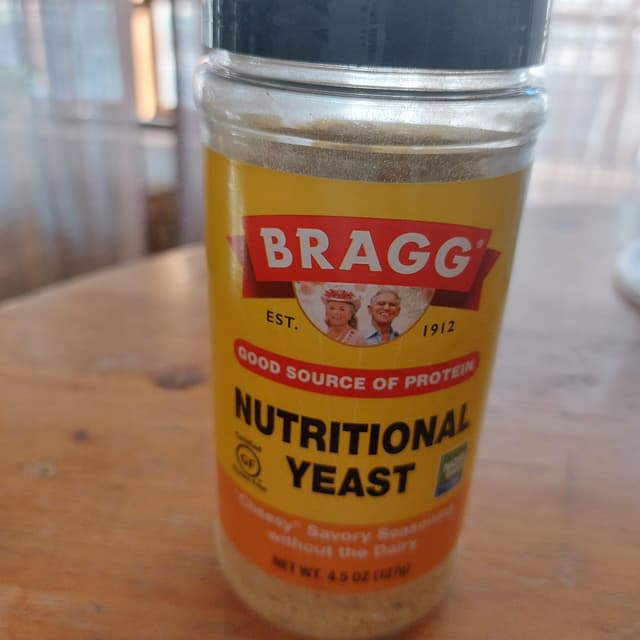 BRAGG®
EST. 1912
GOOD SOURCE OF PROTEIN
NUTRITIONAL
YEAST
GF
"Cheesy" Savory Seasoning
without the Dairy
NET WT. 4.5 OZ (127g)